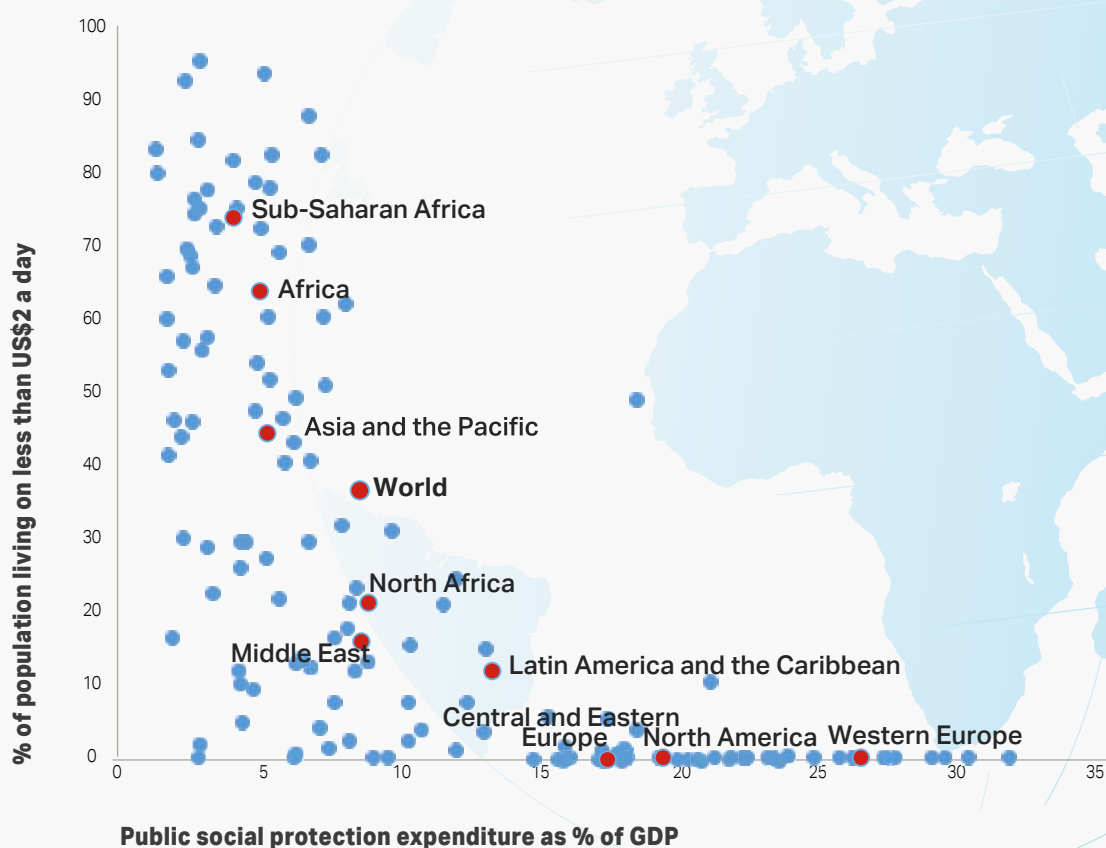 100
90
80
70
60
50
40
30
20
10
0
% of population living on less than US$2 a day
Sub-Saharan Africa
Africa
Asia and the Pacific
World
North Africa
Middle East
Latin America and the Caribbean
Central and Eastern
Europe
North America
Western Europe
0 5 10 15 20 25 30 35
Public social protection expenditure as % of GDP